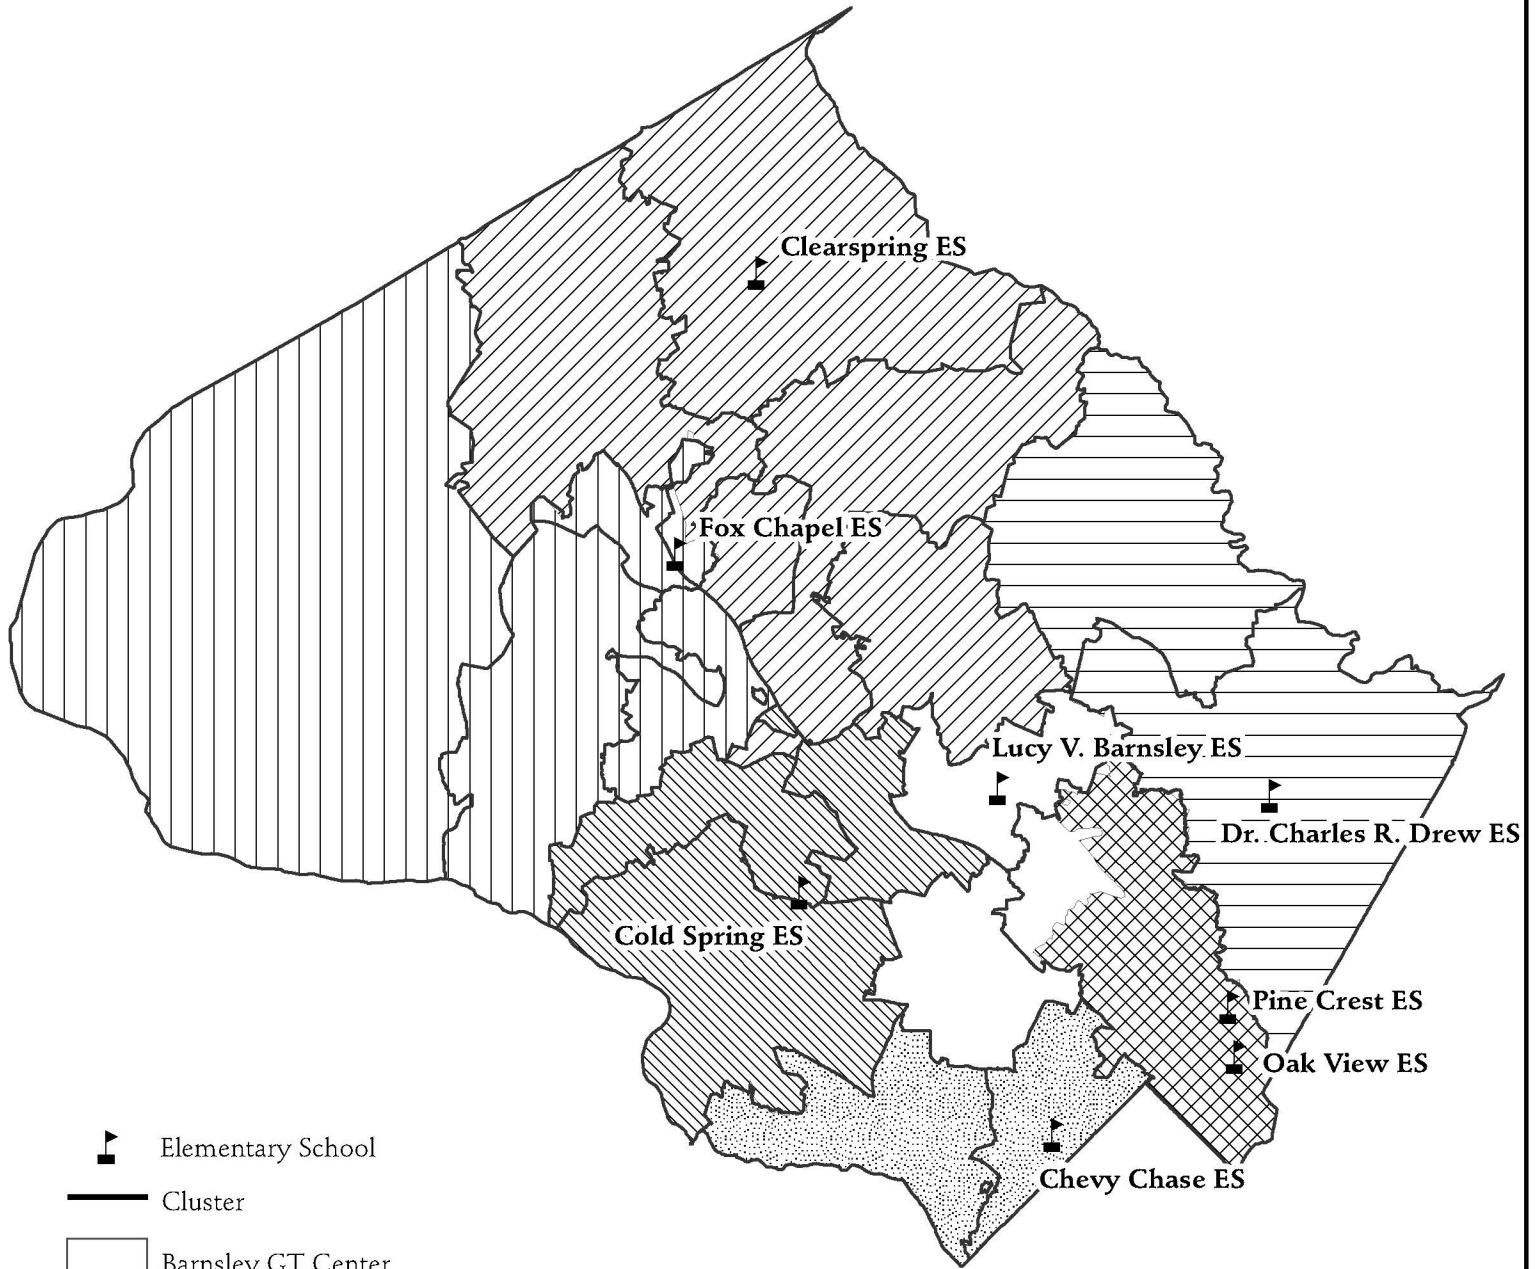 Clearspring ES
Fox Chapel ES
Lucy V. Barnsley ES
Dr. Charles R. Drew ES
Cold Spring ES
Pine Crest ES
Oak View ES
Chevy Chase ES
Elementary School
Cluster
Barnsley GT Center